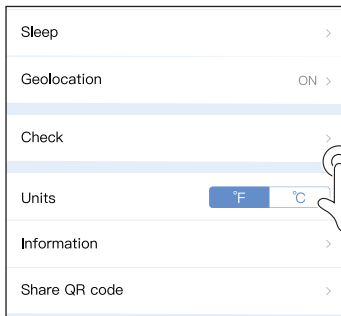 Sleep
Geolocation ON
Check
Units °F °C
Information
Share QR code